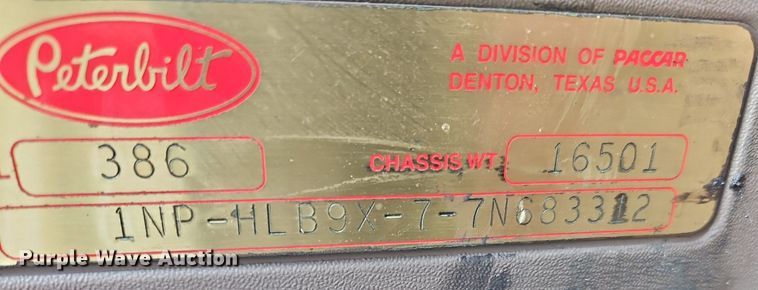 Peterbilt
A DIVISION OF PACCAR
DENTON, TEXAS U.S.A.
386
CHASSIS WT. 16501
1NP-HLB9X-7-7N683312
Purple Wave Auction